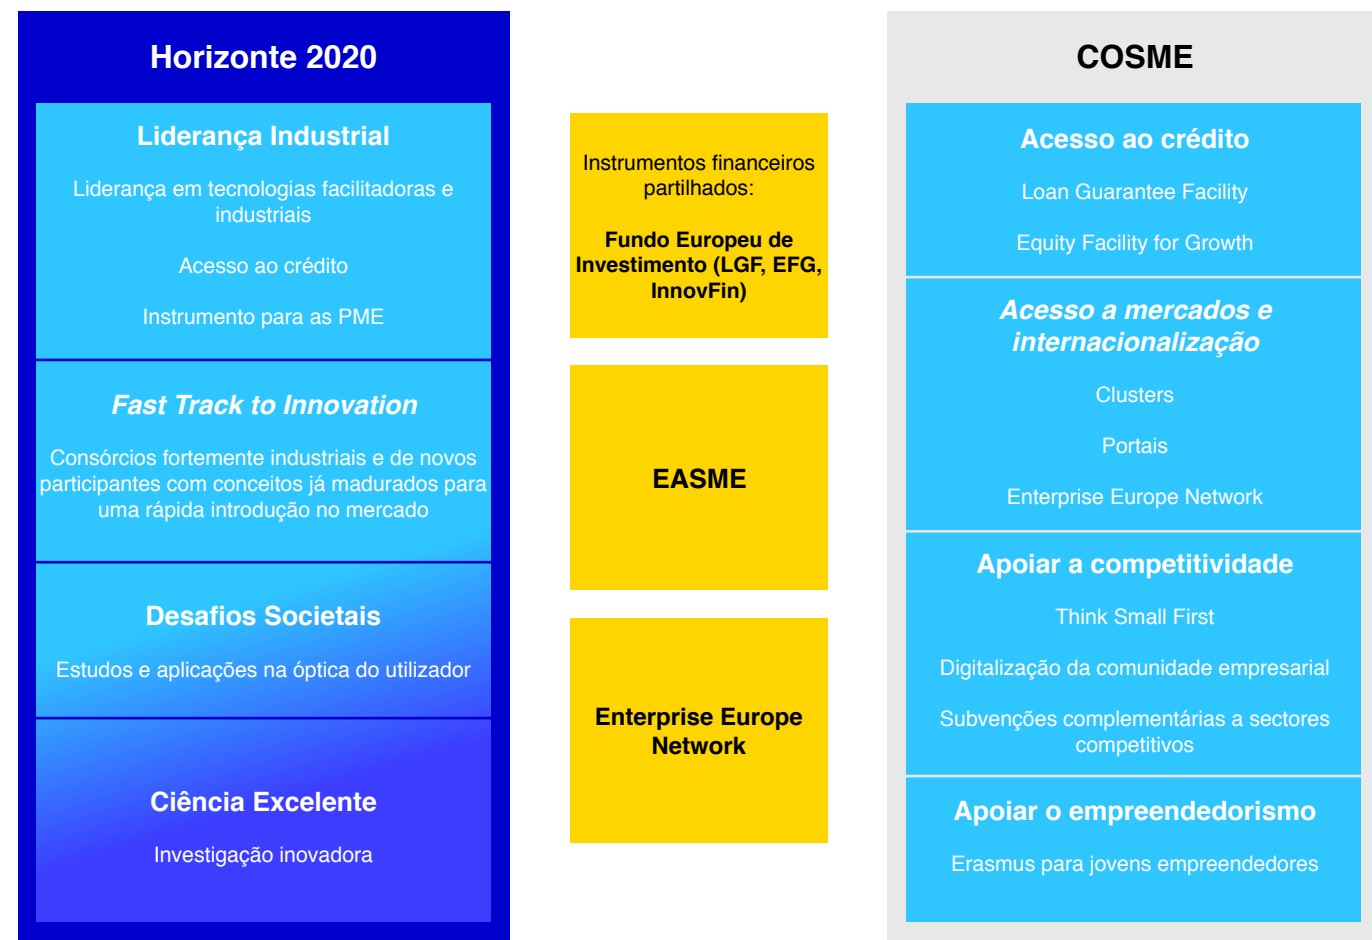 Horizonte 2020
Liderança Industrial
Liderança em tecnologias facilitadoras e
industriais
Acesso ao crédito
Instrumento para as PME
Fast Track to Innovation
Consórcios fortemente industriais e de novos
participantes com conceitos já madurados para
uma rápida introdução no mercado
Desafios Societais
Estudos e aplicações na óptica do utilizador
Ciência Excelente
Investigação inovadora
Instrumentos financeiros
partilhados:
Fundo Europeu de
Investimento (LGF, EFG,
InnovFin)
EASME
Enterprise Europe
Network
COSME
Acesso ao crédito
Loan Guarantee Facility
Equity Facility for Growth
Acesso a mercados e
internacionalização
Clusters
Portais
Enterprise Europe Network
Apoiar a competitividade
Think Small First
Digitalização da comunidade empresarial
Subvenções complementárias a sectores
competitivos
Apoiar o empreendedorismo
Erasmus para jovens empreendedores